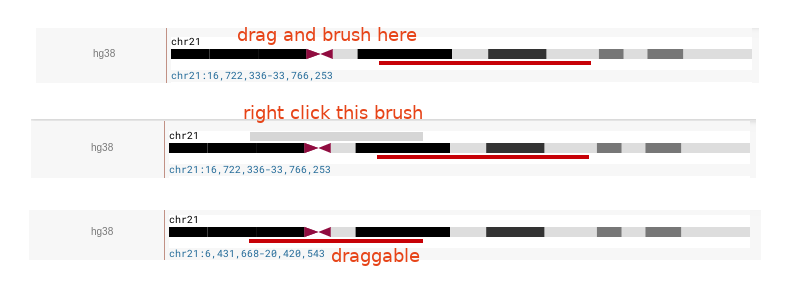 drag and brush here
chr21
hg38
chr21:16,722,336-33,766,253
right click this brush
chr21
hg38
chr21:16,722,336-33,766,253
chr21
hg38
chr21:6,431,668-20,420,543
draggable